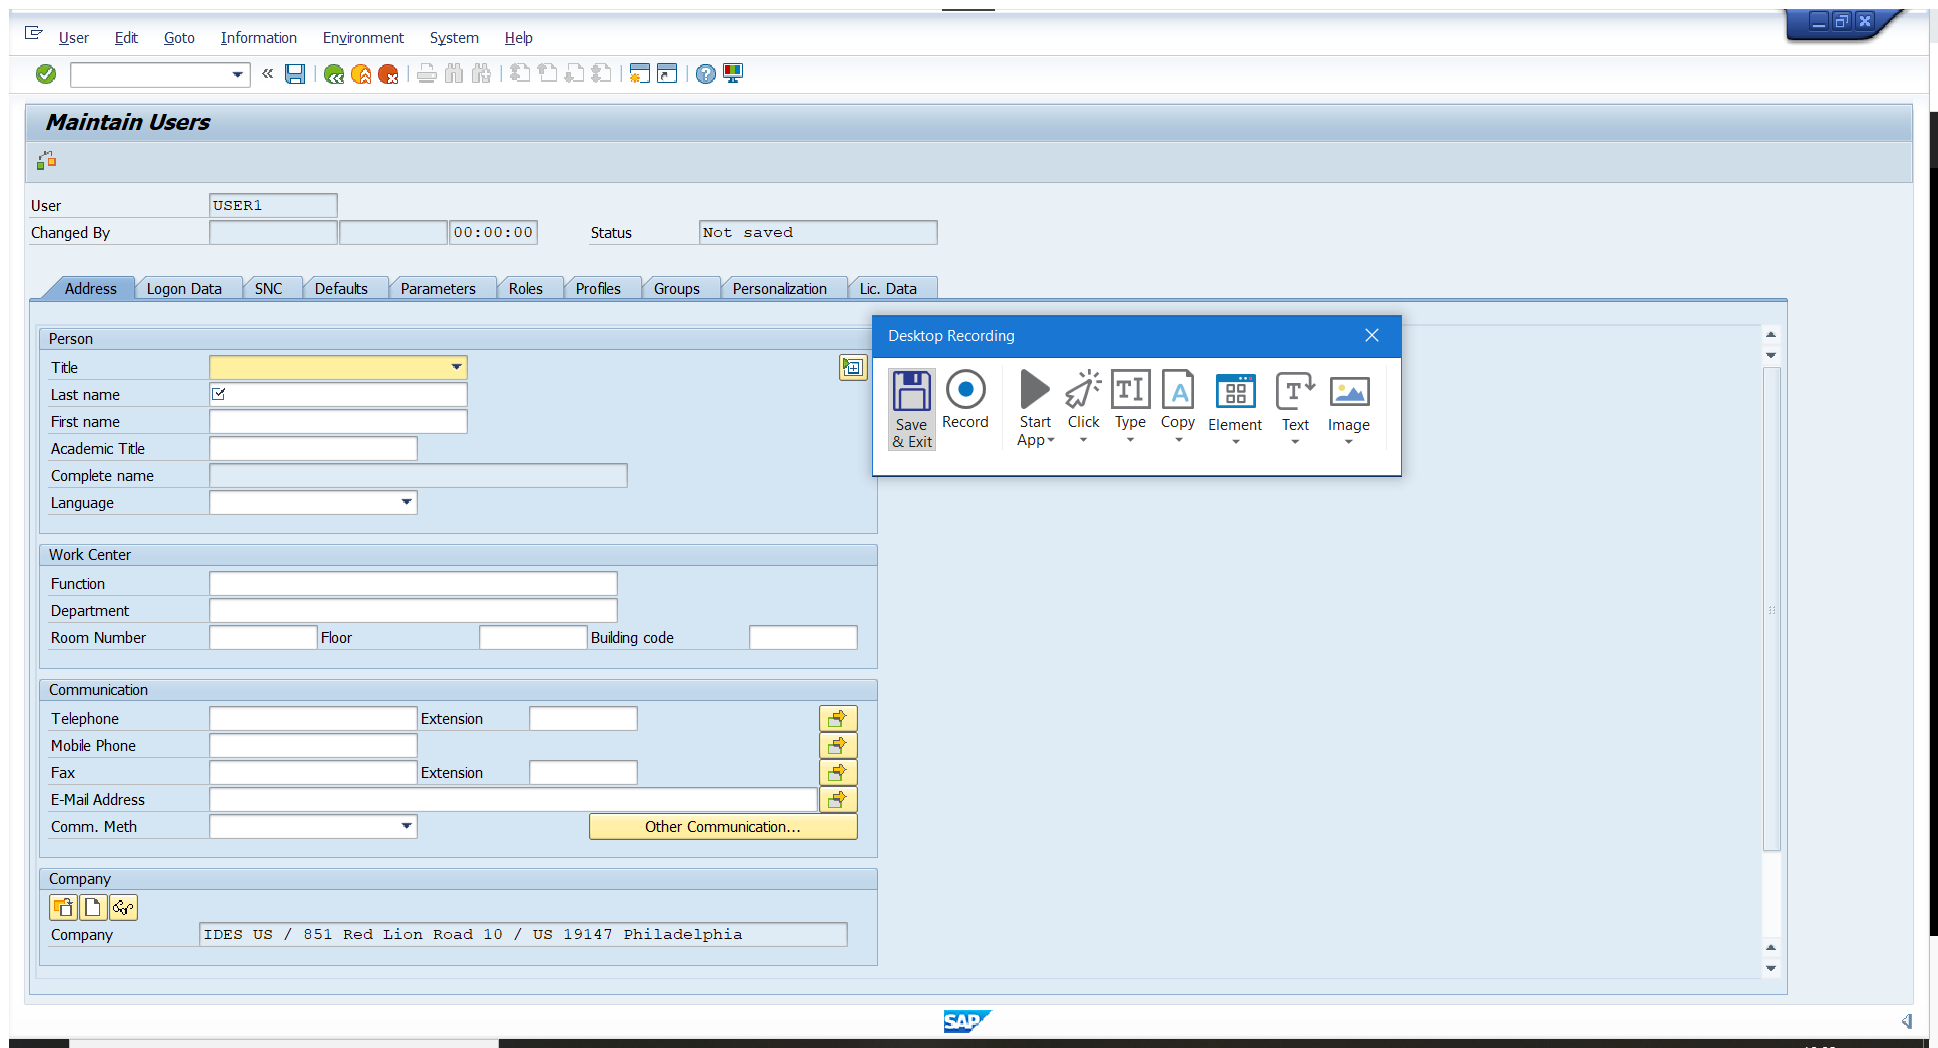 User Edit Goto Information Environment System Help
Maintain Users
User USER1
Changed By 00:00:00 Status Not saved
Address Logon Data SNC Defaults Parameters Roles Profiles Groups Personalization Lic. Data
Person
Title
Last name
First name
Academic Title
Complete name
Language
Desktop Recording
Save & Exit Record Start App Click Type Copy Element Text Image
Work Center
Function
Department
Room Number Floor Building code
Communication
Telephone Extension
Mobile Phone
Fax Extension
E-Mail Address
Comm. Meth Other Communication...
Company
Company IDES US / 851 Red Lion Road 10 / US 19147 Philadelphia
SAP